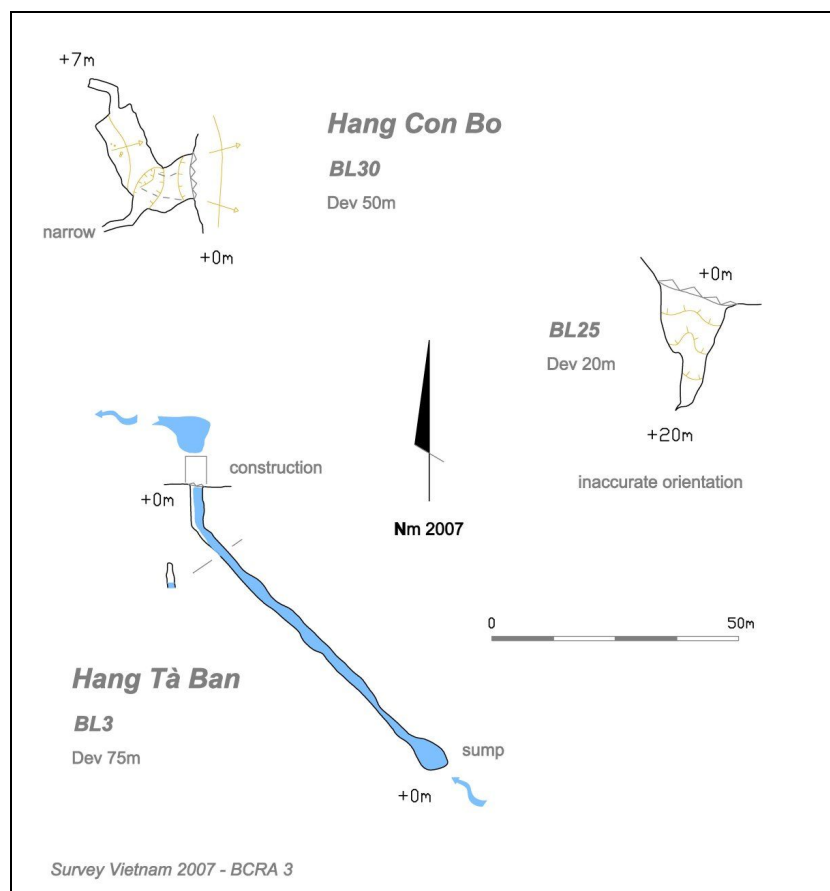 +7m
Hang Con Bo
BL30
Dev 50m
narrow
+0m
+0m
BL25
Dev 20m
+20m
inaccurate orientation
construction
+0m
Nm 2007
0 50m
Hang Tà Ban
BL3
Dev 75m
sump
+0m
Survey Vietnam 2007 - BCRA 3